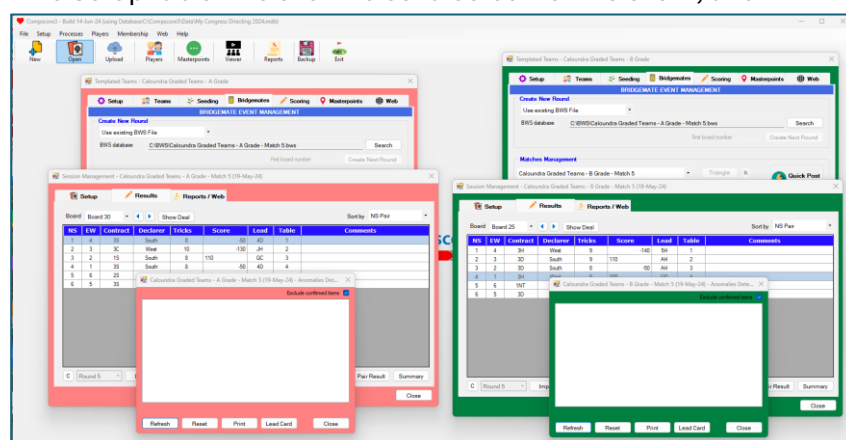 Compscore3 - Build 14-Jun-24 (using Database:C:\Compscore3\Data\My Congress Directing 2024.mdb)
File Setup Processes Players Membership Web Help
New Open Upload Players Masterpoints Viewer Reports Backup Exit
Templated Teams - Caloundra Graded Teams - A Grade
Setup Teams Seeding Bridgemates Scoring Masterpoints Web
BRIDGEMATE EVENT MANAGEMENT
Create New Round
Use existing BWS File
BWS database C:\BWS\Caloundra Graded Teams - A Grade - Match 5.bws Search
First board number Create Next Round
Session Management - Caloundra Graded Teams - A Grade - Match 5 (19-May-24)
Setup Results Reports / Web
Board Board 30 Show Deal Sort by NS Pair
NS EW Contract Declarer Tricks Score Lead Table Comments
1 4 3S South 8 -50 4D 1
2 3 3C West 10 -130 JH 2
3 2 1S South 8 110 QC 3
4 1 3S South 8 -50 4D 4
5 6 2S
6 5 3S
Caloundra Graded Teams - A Grade - Match 5 (19-May-24) - Anomalies Det...
Exclude confirmed items
C Round 5 Pair Result Summary
Close
Refresh Reset Print Lead Card Close
Templated Teams - Caloundra Graded Teams - B Grade
Setup Teams Seeding Bridgemates Scoring Masterpoints Web
BRIDGEMATE EVENT MANAGEMENT
Create New Round
Use existing BWS File
BWS database C:\BWS\Caloundra Graded Teams - B Grade - Match 5.bws Search
First board number Create Next Round
Matches Management
Caloundra Graded Teams - B Grade - Match 5 Triangle Quick Post
Session Management - Caloundra Graded Teams - B Grade - Match 5 (19-May-24)
Setup Results Reports / Web
Board Board 25 Show Deal Sort by NS Pair
NS EW Contract Declarer Tricks Score Lead Table Comments
1 4 3H West 9 -140 5H 1
2 3 3D South 9 110 AH 2
3 2 3D South 8 -50 AH 3
4 1
5 6 1NT
6 5 3D
Caloundra Graded Teams - B Grade - Match 5 (19-May-24) - Anomalies Dete...
Exclude confirmed items
C Round 5 Imp Pair Result Summary
Close
Refresh Reset Print Lead Card Close